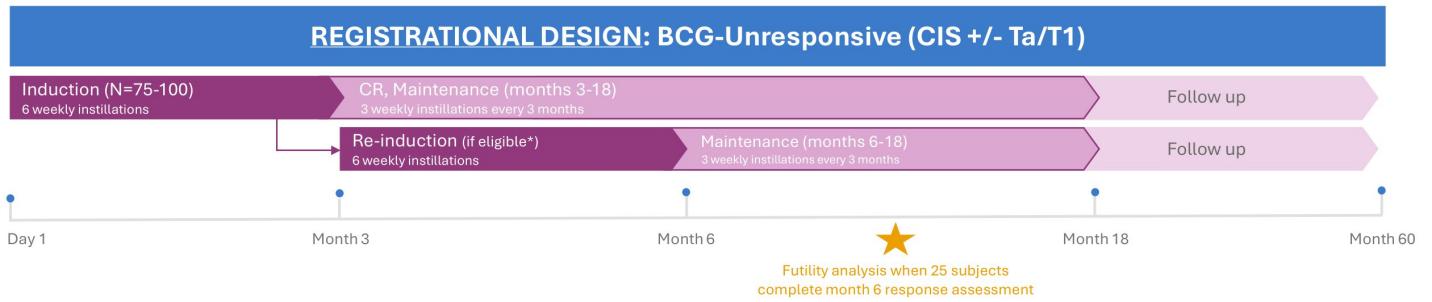 REGISTRATIONAL DESIGN: BCG-Unresponsive (CIS +/- Ta/T1)
Induction (N=75-100)
6 weekly instillations
CR, Maintenance (months 3-18)
3 weekly instillations every 3 months
Follow up
Re-induction (if eligible*)
6 weekly instillations
Maintenance (months 6-18)
3 weekly instillations every 3 months
Follow up
Day 1
Month 3
Month 6
Month 18
Month 60
Futility analysis when 25 subjects
complete month 6 response assessment